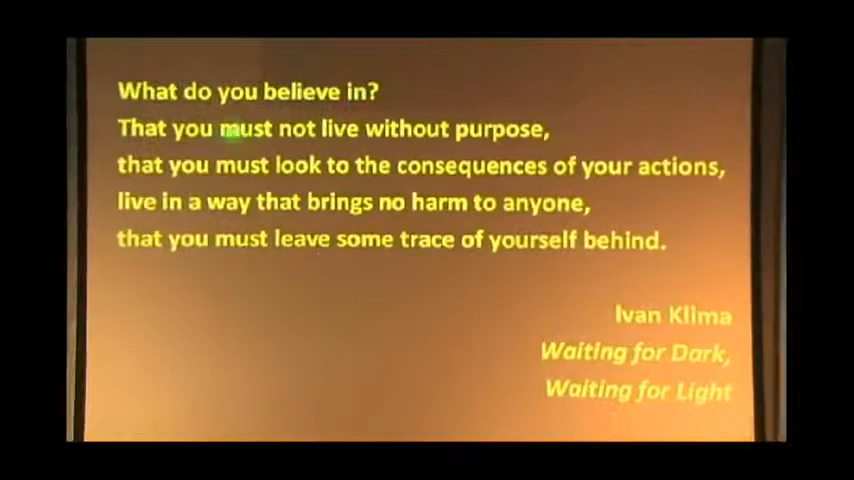 What do you believe in?
That you must not live without purpose,
that you must look to the consequences of your actions,
live in a way that brings no harm to anyone,
that you must leave some trace of yourself behind.
Ivan Klima
Waiting for Dark,
Waiting for Light